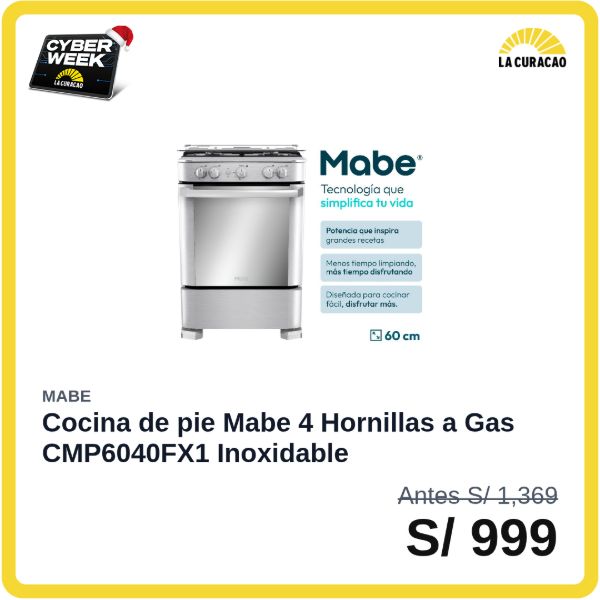 CYBER
WEEK
LA CURACAO
LA CURACAO
Mabe®
Tecnología que
simplifica tu vida
Potencia que inspira
grandes recetas
Menos tiempo limpiando,
más tiempo disfrutando
Diseñada para cocinar
fácil, disfrutar más.
60 cm
mabe
MABE
Cocina de pie Mabe 4 Hornillas a Gas
CMP6040FX1 Inoxidable
Antes S/ 1,369
S/ 999